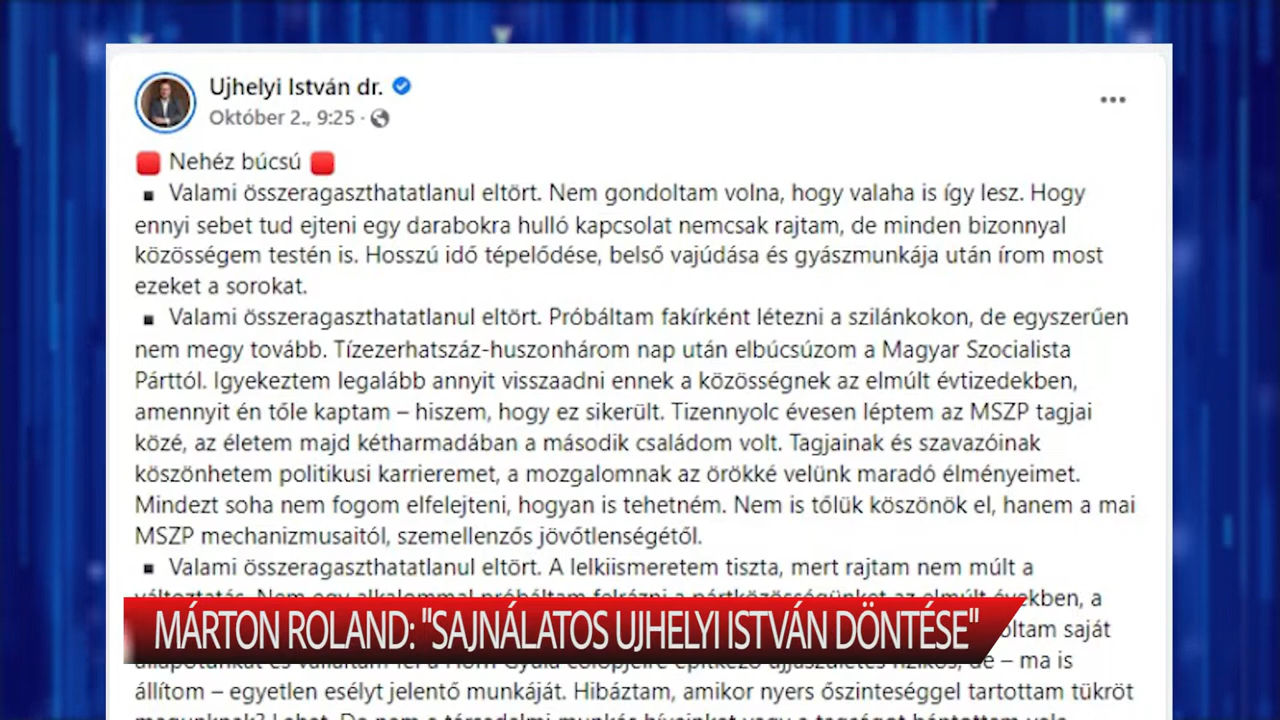 Ujhelyi István dr.
Október 2., 9:25 ·
Nehéz búcsú
▪ Valami összeragaszthatatlanul eltört. Nem gondoltam volna, hogy valaha is így lesz. Hogy
ennyi sebet tud ejteni egy darabokra hulló kapcsolat nemcsak rajtam, de minden bizonnyal
közösségem testén is. Hosszú idő tépelődése, belső vajúdása és gyászmunkája után írom most
ezeket a sorokat.
▪ Valami összeragaszthatatlanul eltört. Próbáltam fakírként létezni a szilánkokon, de egyszerűen
nem megy tovább. Tízezerhatszáz-huszonhárom nap után elbúcsúzom a Magyar Szocialista
Párttól. Igyekeztem legalább annyit visszaadni ennek a közösségnek az elmúlt évtizedekben,
amennyit én tőle kaptam – hiszem, hogy ez sikerült. Tizennyolc évesen léptem az MSZP tagjai
közé, az életem majd kétharmadában a második családom volt. Tagjainak és szavazóinak
köszönhetem politikusi karrieremet, a mozgalomnak az örökké velünk maradó élményeimet.
Mindezt soha nem fogom elfelejteni, hogyan is tehetném. Nem is tőlük köszönök el, hanem a mai
MSZP mechanizmusaitól, szemellenzős jövőtlenségétől.
▪ Valami összeragaszthatatlanul eltört. A lelkiismeretem tiszta, mert rajtam nem múlt a
a
MÁRTON ROLAND: "SAJNÁLATOS UJHELYI ISTVÁN DÖNTÉSE"
saját
de – ma is
állítom – egyetlen esélyt jelentő munkáját. Hibáztam, amikor nyers őszinteséggel tartottam tükröt